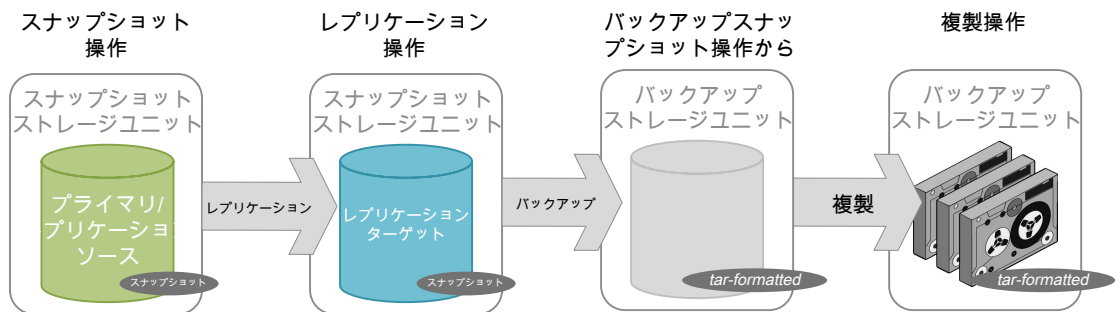 スナップショット
操作
レプリケーション
操作
バックアップスナッ
プショット操作から
複製操作
スナップショット
ストレージユニット
プライマリ/
プリケーショ
ソース
スナップショット
レプリケーション
スナップショット
ストレージユニット
レプリケーション
ターゲット
スナップショット
バックアップ
バックアップ
ストレージユニット
tar-formatted
複製
バックアップ
ストレージユニット
tar-formatted